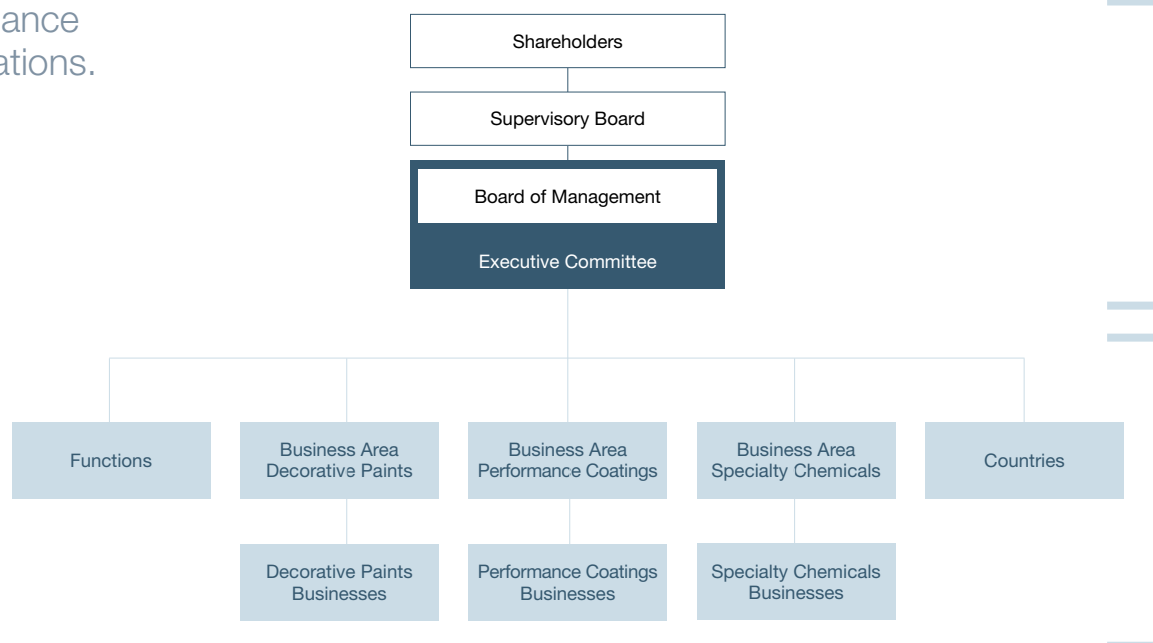 ations.
Shareholders
Supervisory Board
Board of Management
Executive Committee
Functions
Business Area
Decorative Paints
Business Area
Performance Coatings
Business Area
Specialty Chemicals
Countries
Decorative Paints
Businesses
Performance Coatings
Businesses
Specialty Chemicals
Businesses